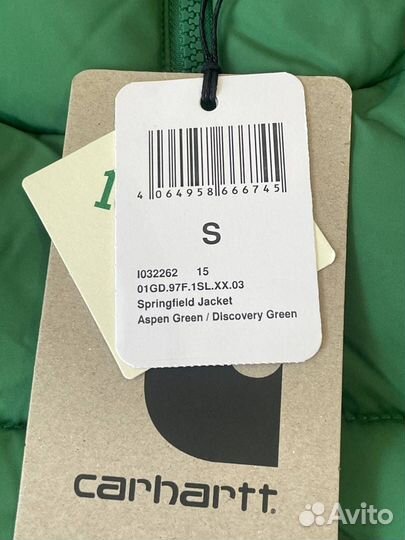 4 064958 666745
S
I032262 15
01GD.97F.1SL.XX.03
Springfield Jacket
Aspen Green / Discovery Green
carhartt.
Avito